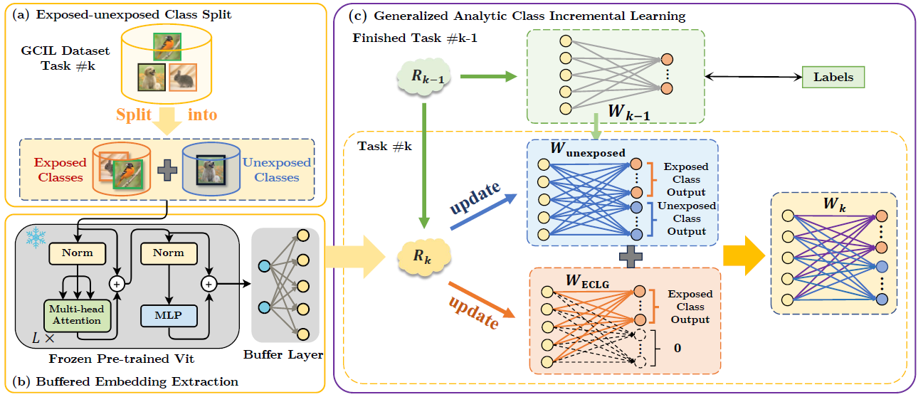 (a) Exposed-unexposed Class Split
GCIL Dataset
Task #k
Split into
Exposed
Classes
Unexposed
Classes
Norm
Norm
Multi-head
Attention
MLP
L ×
Frozen Pre-trained Vit
Buffer Layer
(b) Buffered Embedding Extraction
(c) Generalized Analytic Class Incremental Learning
Finished Task #k-1
R_{k-1}
W_{k-1}
Labels
Task #k
W_{unexposed}
Exposed
Class
Output
Unexposed
Class
Output
update
R_k
update
W_{ECLG}
Exposed
Class
Output
0
W_k